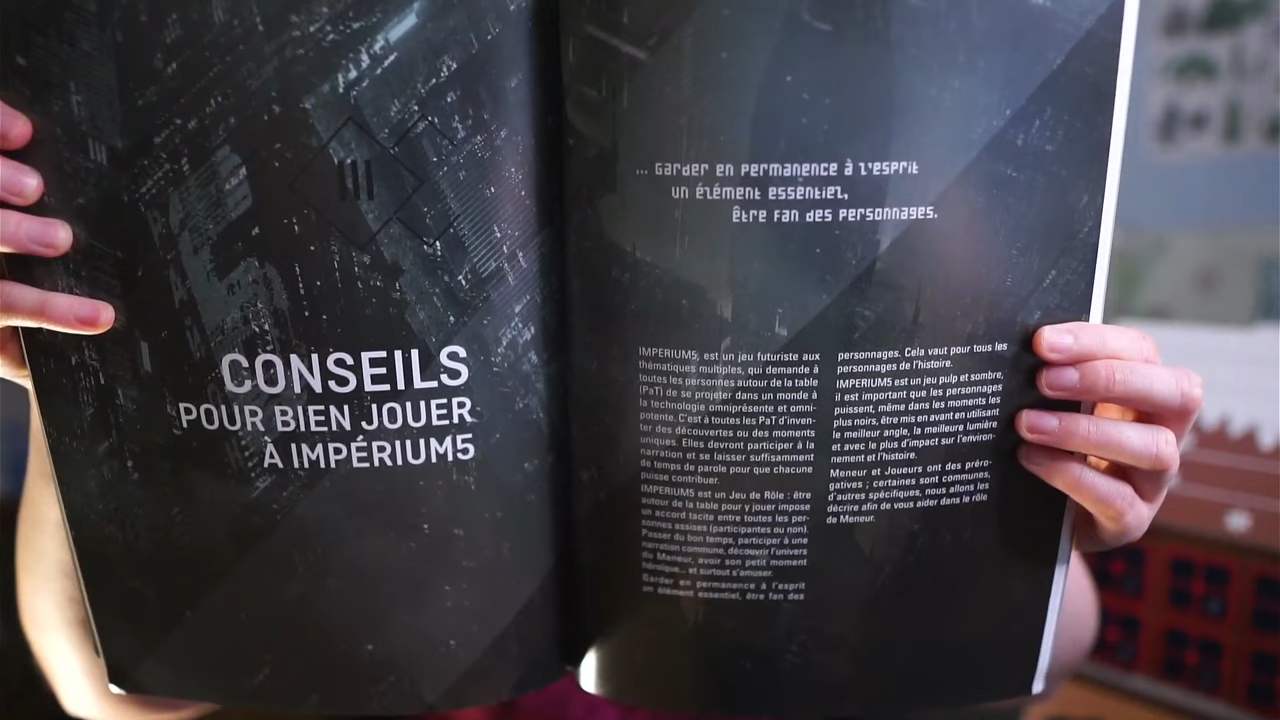 III
CONSEILS
POUR BIEN JOUER
À IMPÉRIUM5
... Garder en permanence à l'esprit
un élément essentiel,
être fan des personnages.
IMPERIUM5, est un jeu futuriste aux
thématiques multiples, qui demande à
toutes les personnes autour de la table
(PaT) de se projeter dans un monde à
la technologie omniprésente et omni-
potente. C'est à toutes les PaT d'inven-
ter des découvertes ou des moments
uniques. Elles devront participer à la
narration et se laisser suffisamment
de temps de parole pour que chacune
puisse contribuer.
IMPERIUM5 est un Jeu de Rôle : être
autour de la table pour y jouer impose
un accord tacite entre toutes les per-
sonnes assises (participantes ou non).
Passer du bon temps, participer à une
narration commune, découvrir l'univers
du Meneur, avoir son petit moment
héroïque... et surtout s'amuser.
Garder en permanence à l'esprit
un élément essentiel, être fan des
personnages. Cela vaut pour tous les
personnages de l'histoire.
IMPERIUM5 est un jeu pulp et sombre,
il est important que les personnages
puissent, même dans les moments les
plus noirs, être mis en avant en utilisant
le meilleur angle, la meilleure lumière
et avec le plus d'impact sur l'environ-
nement et l'histoire.
Meneur et Joueurs ont des préro-
gatives ; certaines sont communes,
d'autres spécifiques, nous allons les
décrire afin de vous aider dans le rôle
de Meneur.